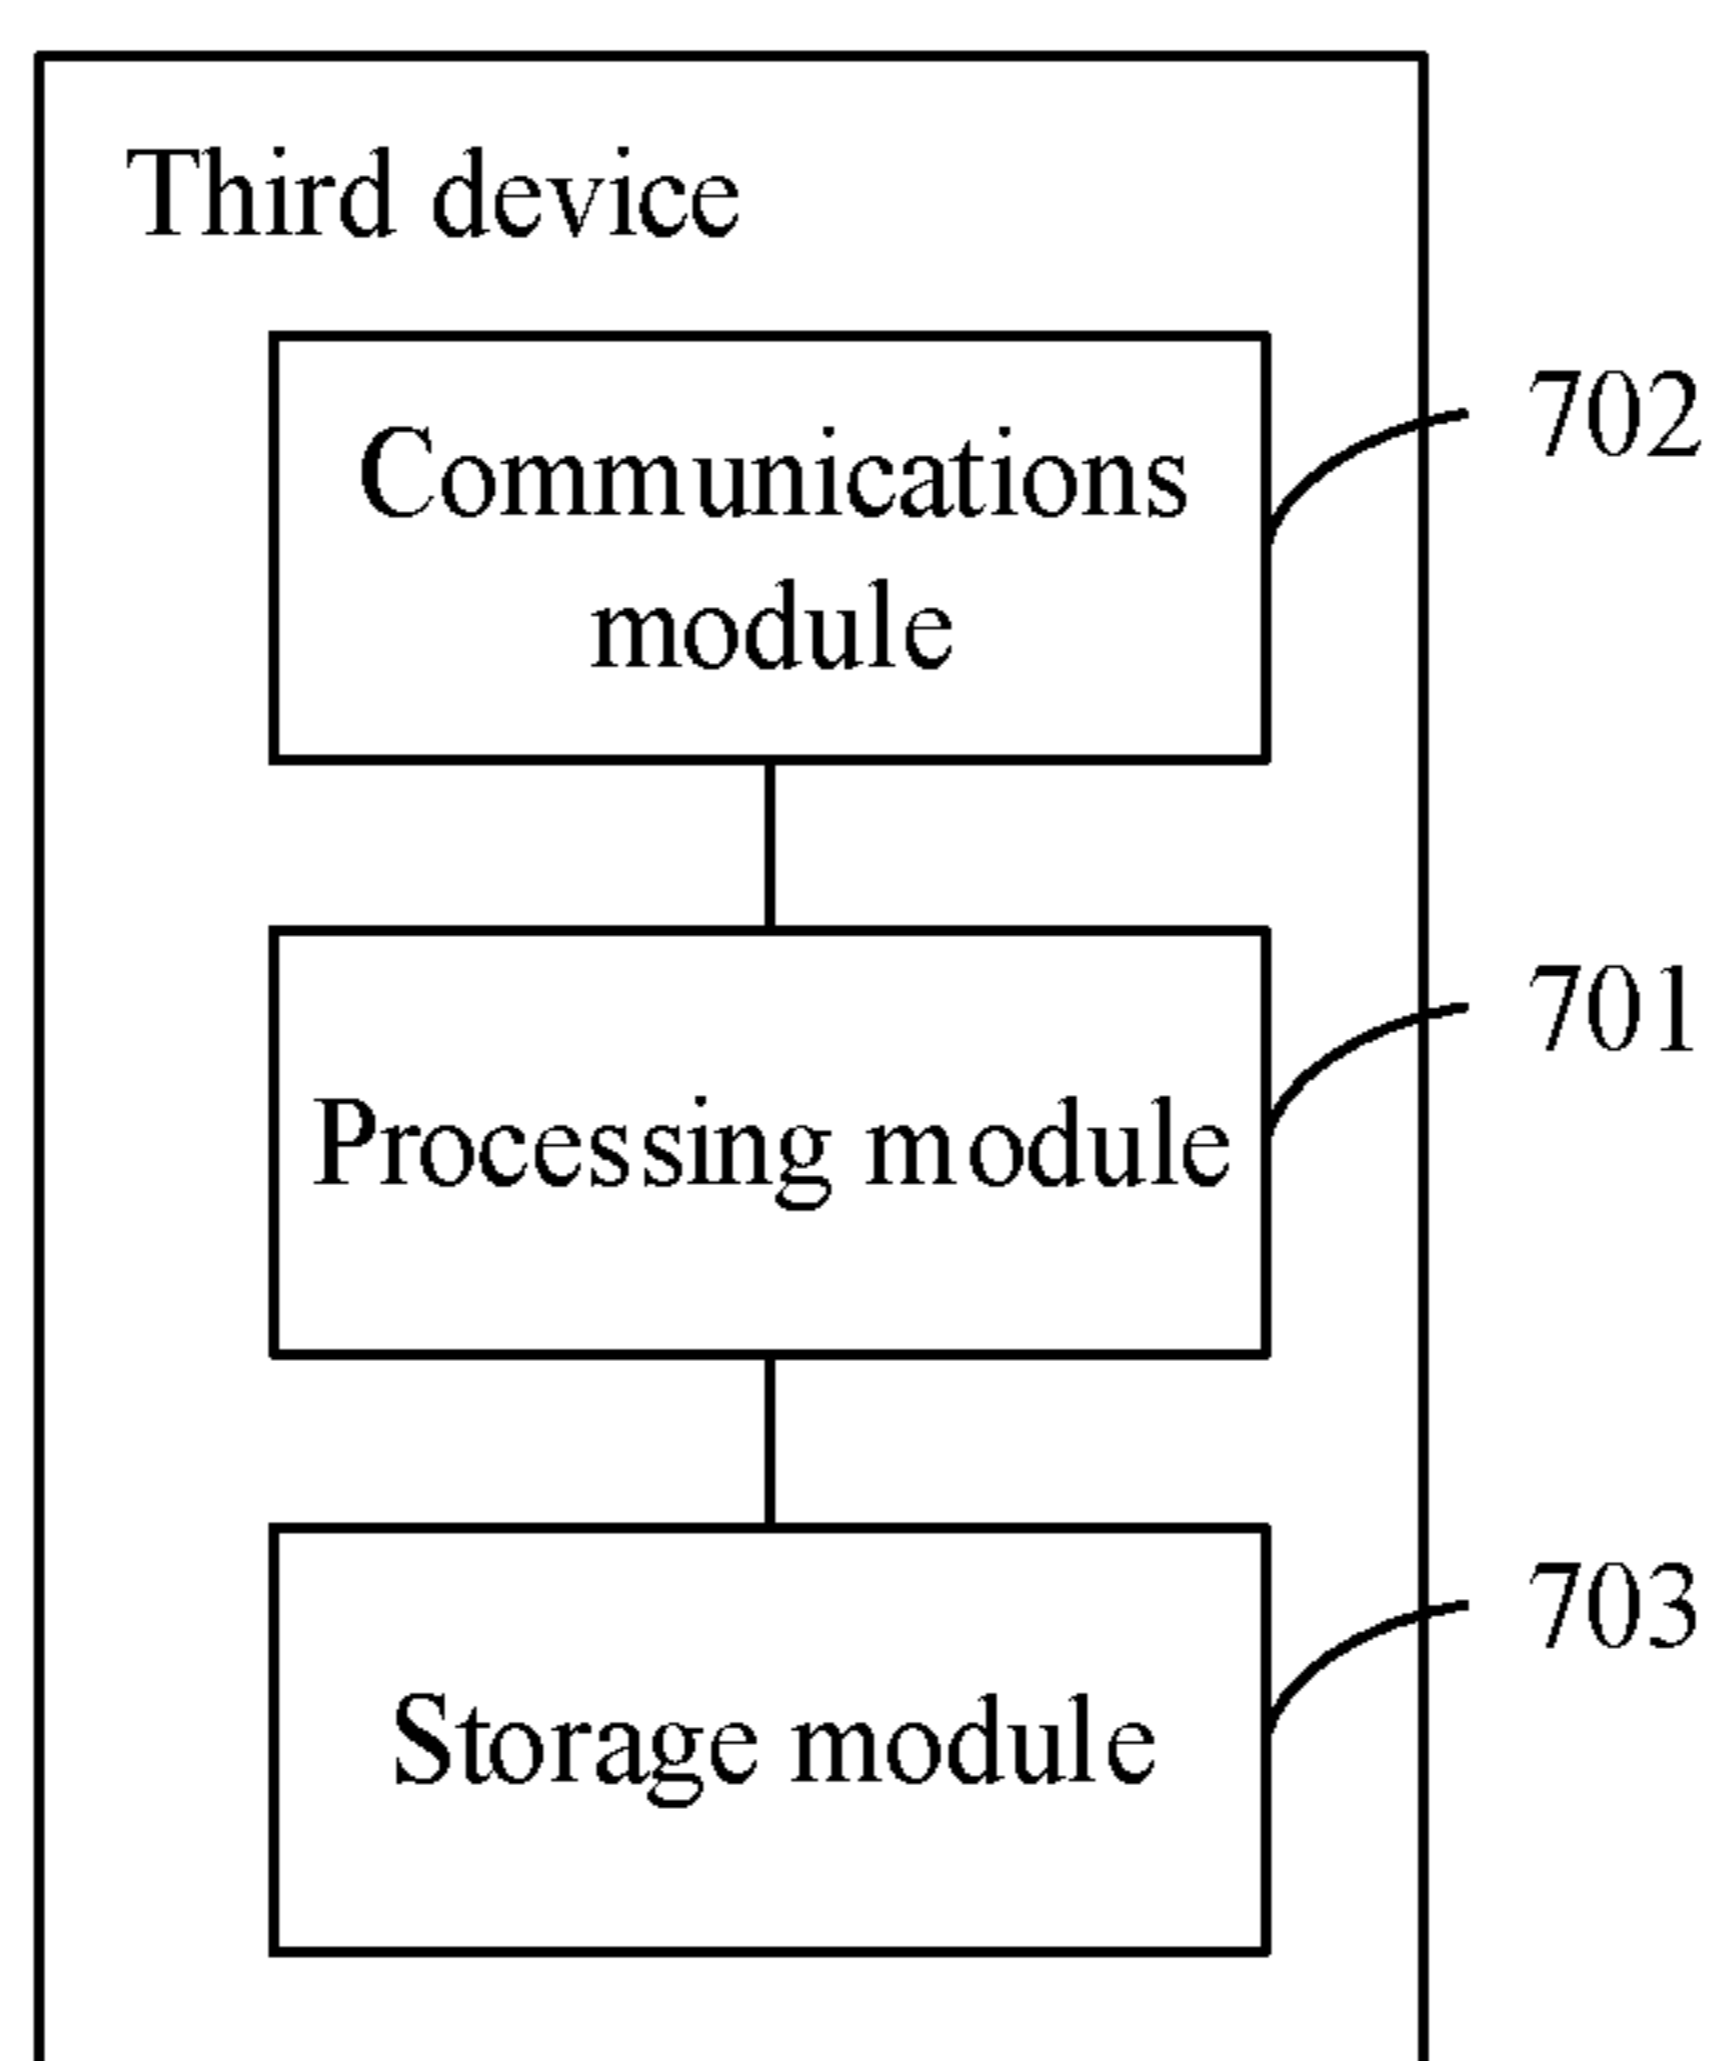 Third device
Communications
module
702
Processing module
701
Storage module
703